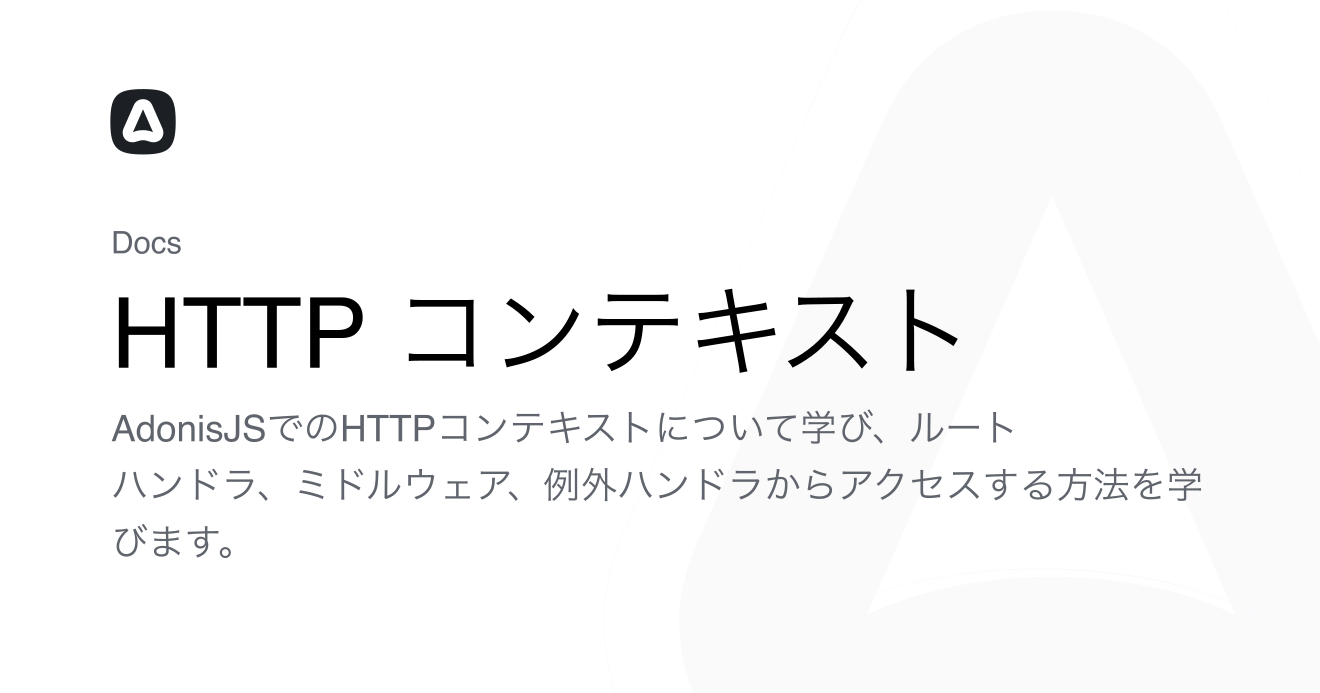 Docs
HTTP コンテキスト
AdonisJSでのHTTPコンテキストについて学び、ルート
ハンドラ、ミドルウェア、例外ハンドラからアクセスする方法を学
びます。